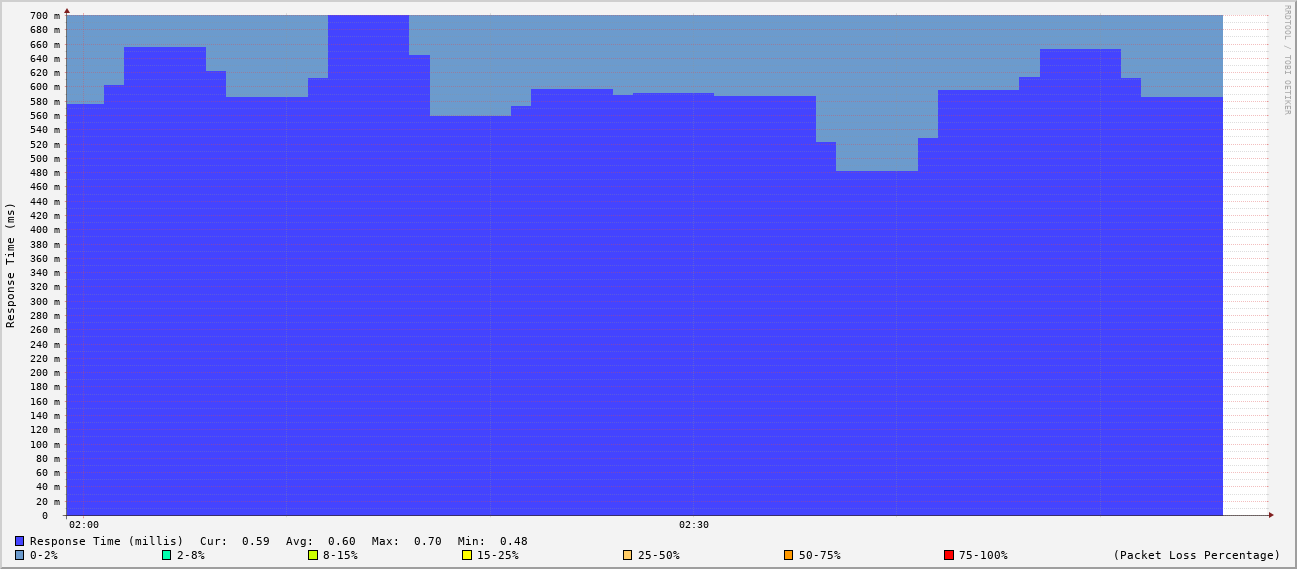 RRDTOOL / TOBI OETIKER
Response Time (ms)
700 m
680 m
660 m
640 m
620 m
600 m
580 m
560 m
540 m
520 m
500 m
480 m
460 m
440 m
420 m
400 m
380 m
360 m
340 m
320 m
300 m
280 m
260 m
240 m
220 m
200 m
180 m
160 m
140 m
120 m
100 m
80 m
60 m
40 m
20 m
0
02:00 02:30
Response Time (millis) Cur: 0.59 Avg: 0.60 Max: 0.70 Min: 0.48
0-2% 2-8% 8-15% 15-25% 25-50% 50-75% 75-100% (Packet Loss Percentage)